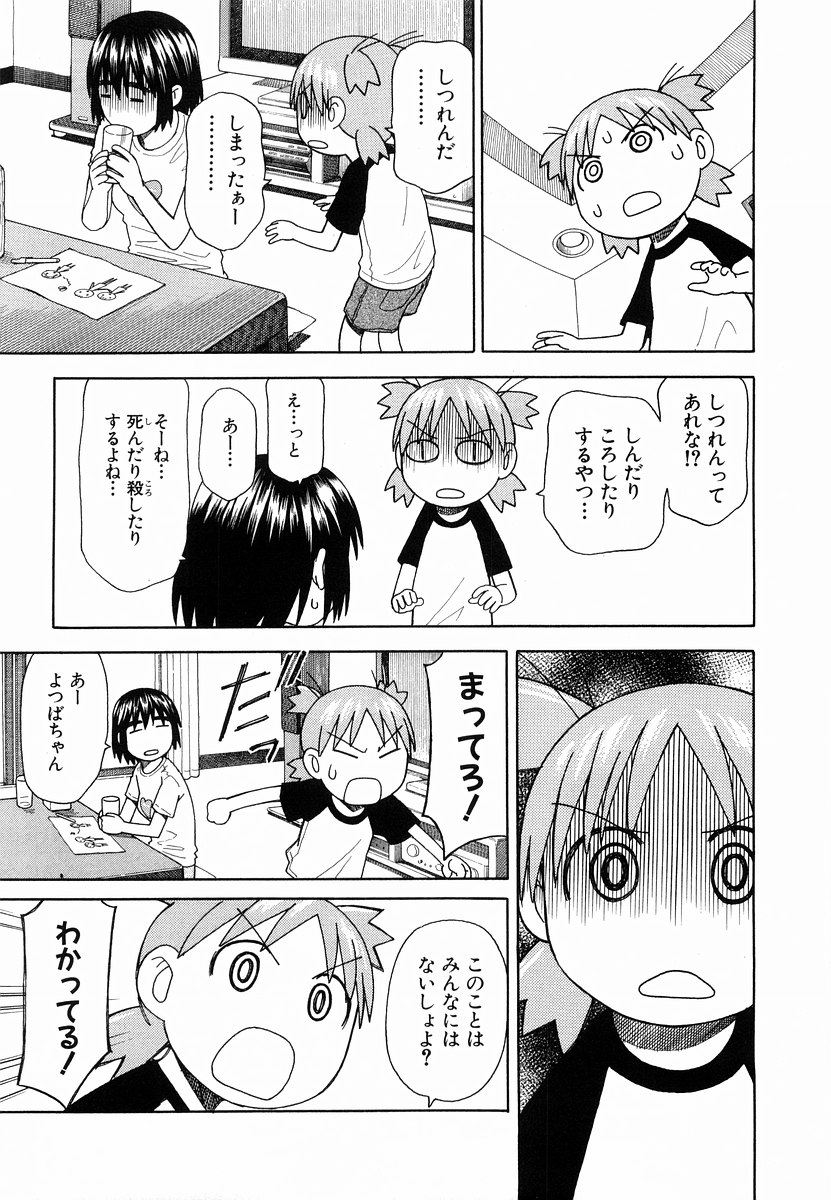 しつれんだ
………
しまったぁー
………
しつれんって
あれな!?
しんだり
ころしたり
するやつ…
え…っと
あー…
そーね…
死んだり殺したり
するよね…
まってろ!
ダッ
あー
よつばちゃん
このことは
みんなには
ないしょよ?
わかってる!